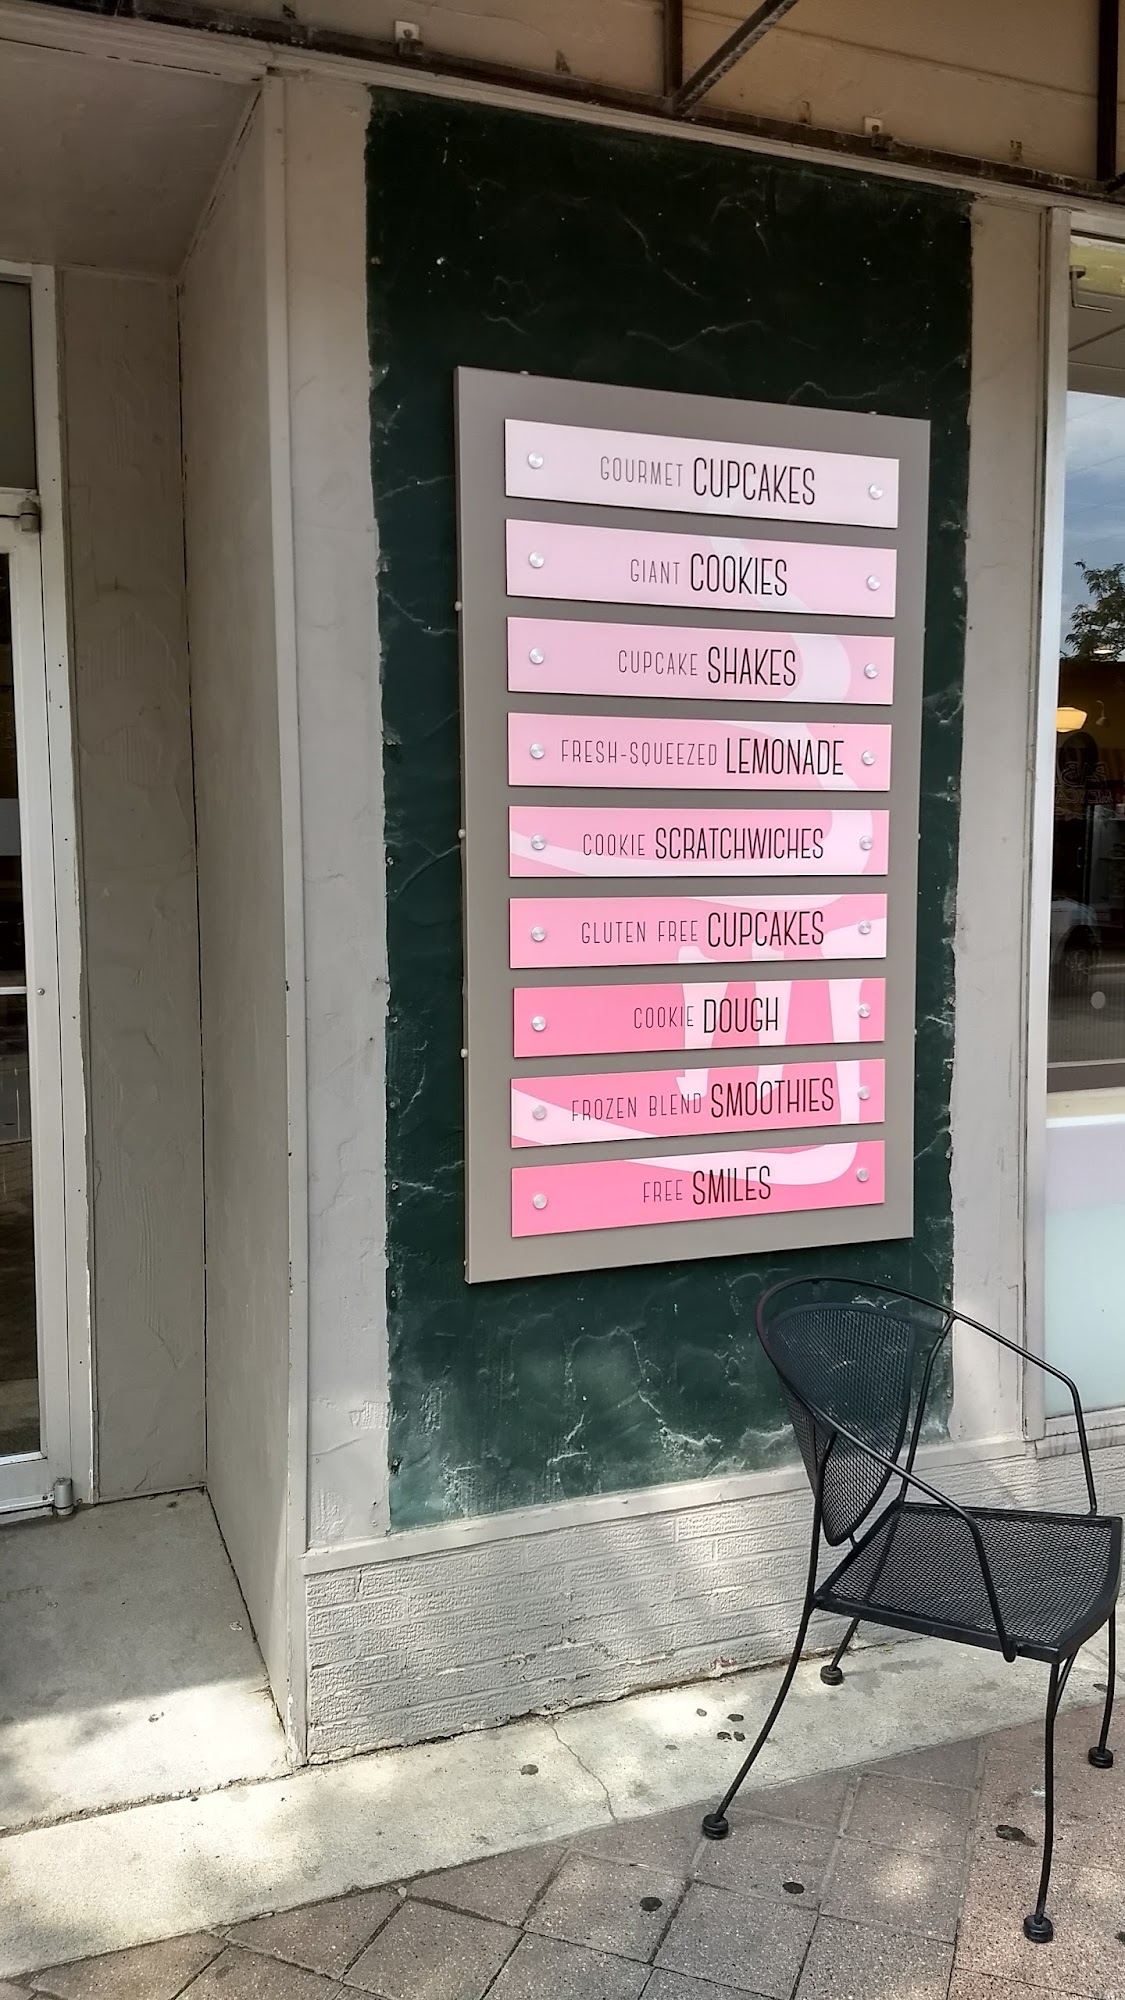 GOURMET CUPCAKES
GIANT COOKIES
CUPCAKE SHAKES
FRESH-SQUEEZED LEMONADE
COOKIE SCRATCHWICHES
GLUTEN FREE CUPCAKES
COOKIE DOUGH
FROZEN BLEND SMOOTHIES
FREE SMILES